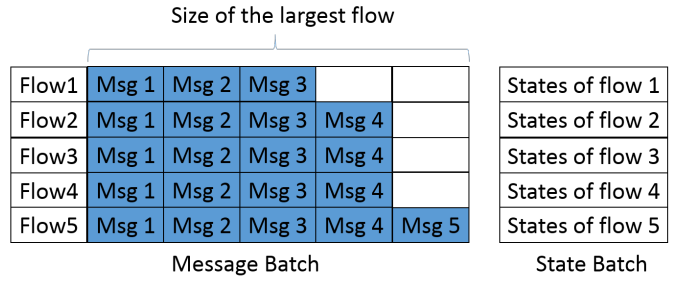 Size of the largest flow
Flow1 Msg 1 Msg 2 Msg 3 States of flow 1
Flow2 Msg 1 Msg 2 Msg 3 Msg 4 States of flow 2
Flow3 Msg 1 Msg 2 Msg 3 Msg 4 States of flow 3
Flow4 Msg 1 Msg 2 Msg 3 Msg 4 States of flow 4
Flow5 Msg 1 Msg 2 Msg 3 Msg 4 Msg 5 States of flow 5
Message Batch State Batch